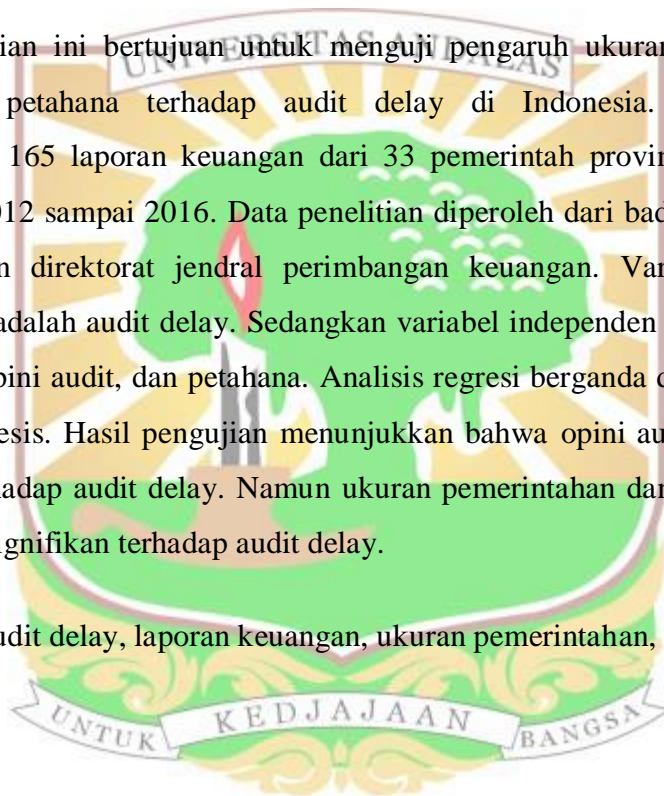 UNIVERSITAS ANDALAS
ian ini bertujuan untuk menguji pengaruh ukuran
petahana terhadap audit delay di Indonesia.
165 laporan keuangan dari 33 pemerintah provin
012 sampai 2016. Data penelitian diperoleh dari bad
n direktorat jendral perimbangan keuangan. Var
adalah audit delay. Sedangkan variabel independen
pini audit, dan petahana. Analisis regresi berganda d
esis. Hasil pengujian menunjukkan bahwa opini au
hadap audit delay. Namun ukuran pemerintahan dan
ignifikan terhadap audit delay.
udit delay, laporan keuangan, ukuran pemerintahan,
UNTUK KEDJAJAAN BANGSA